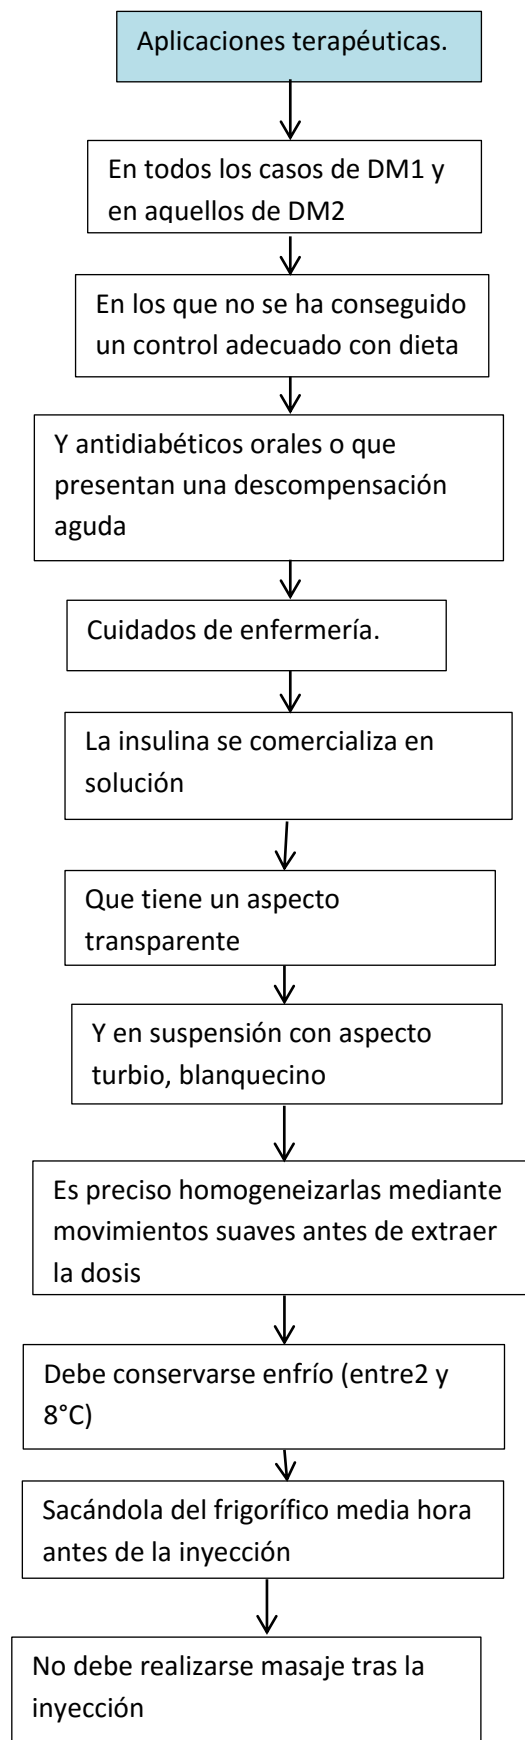 Aplicaciones terapéuticas.
En todos los casos de DM1 y
en aquellos de DM2
En los que no se ha conseguido
un control adecuado con dieta
Y antidiabéticos orales o que
presentan una descompensación
aguda
Cuidados de enfermería.
La insulina se comercializa en
solución
Que tiene un aspecto
transparente
Y en suspensión con aspecto
turbio, blanquecino
Es preciso homogeneizarlas mediante
movimientos suaves antes de extraer
la dosis
Debe conservarse enfrío (entre2 y
8°C)
Sacándola del frigorífico media hora
antes de la inyección
No debe realizarse masaje tras la
inyección